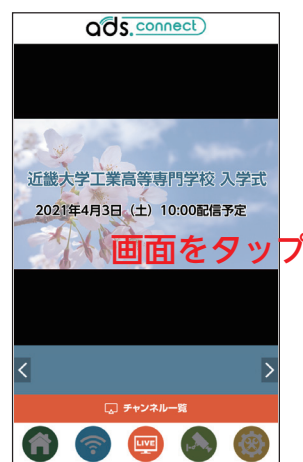 ads.connect
近畿大学工業高等専門学校 入学式
2021年4月3日（土）10:00配信予定
画面をタップ
チャンネル一覧
LIVE